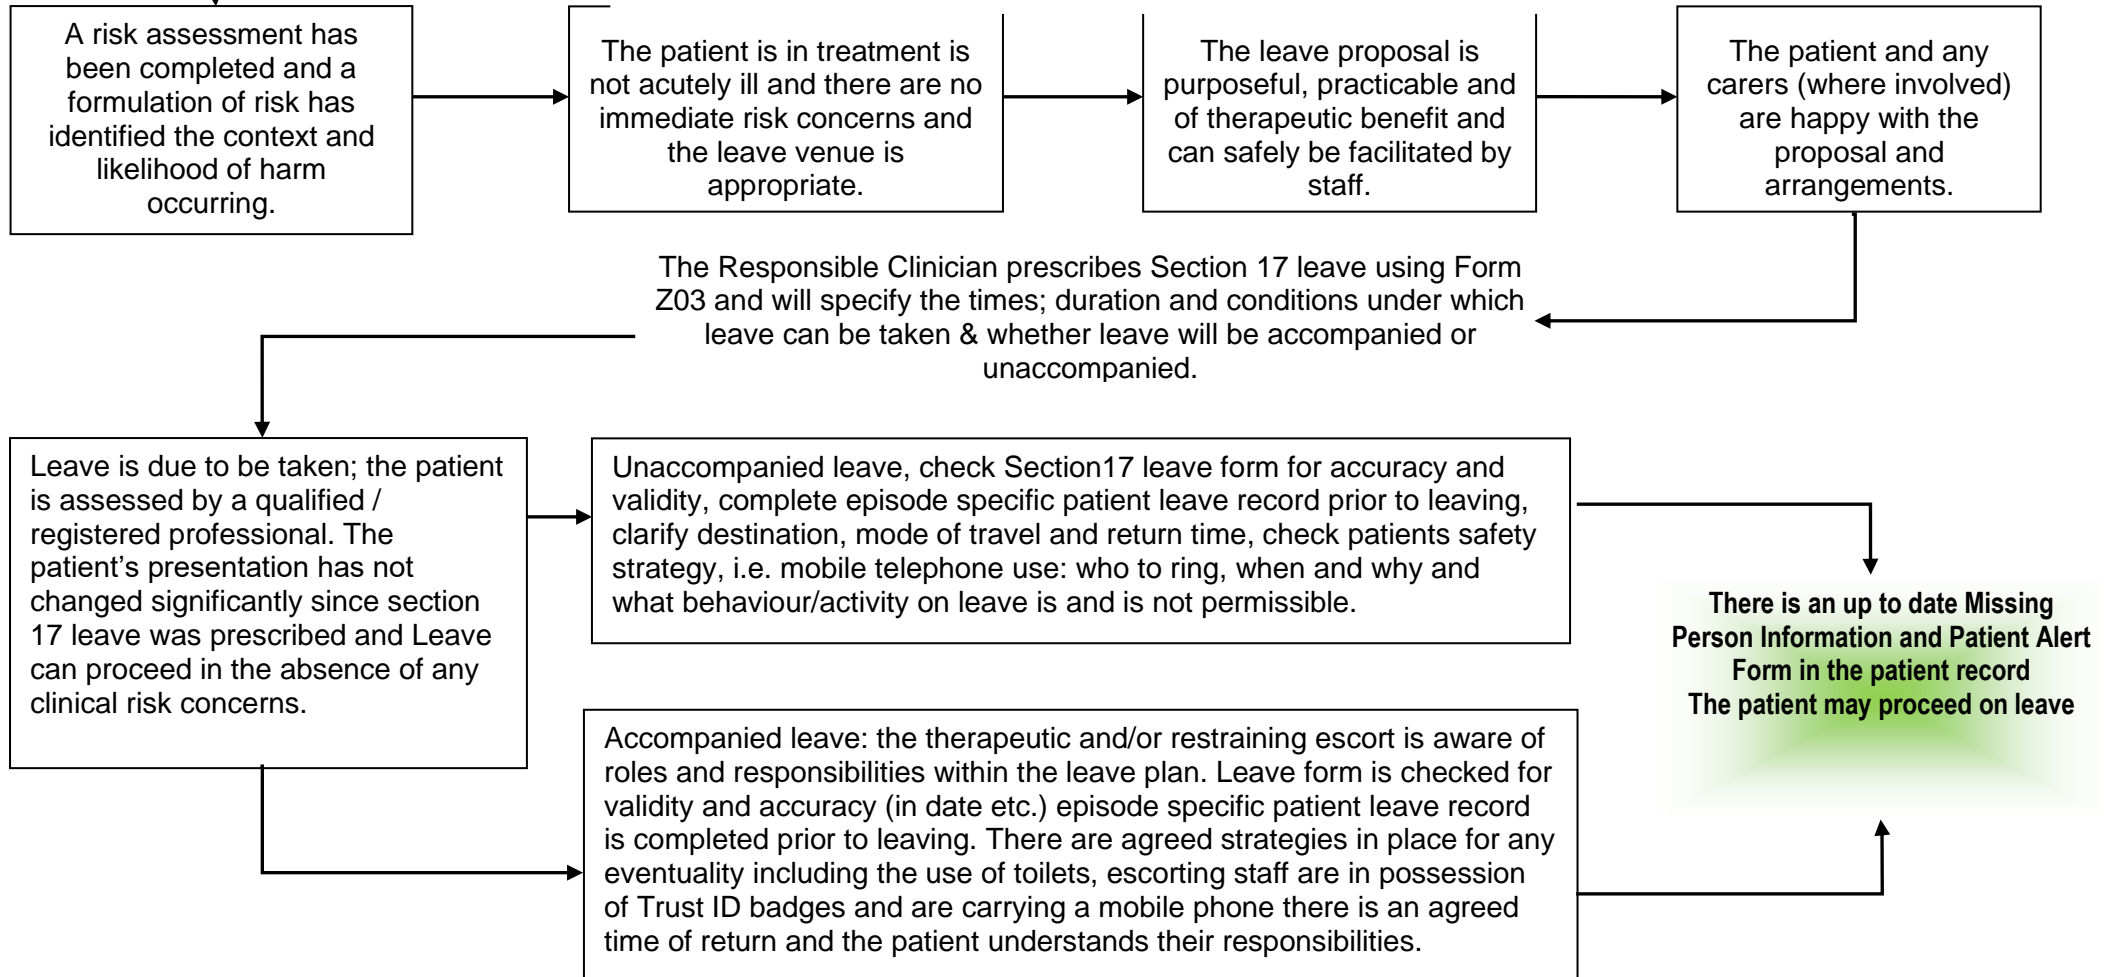 A risk assessment has
been completed and a
formulation of risk has
identified the context and
likelihood of harm
occurring.
The patient is in treatment is
not acutely ill and there are no
immediate risk concerns and
the leave venue is
appropriate.
The leave proposal is
purposeful, practicable and
of therapeutic benefit and
can safely be facilitated by
staff.
The patient and any
carers (where involved)
are happy with the
proposal and
arrangements.
The Responsible Clinician prescribes Section 17 leave using Form
Z03 and will specify the times; duration and conditions under which
leave can be taken & whether leave will be accompanied or
unaccompanied.
Leave is due to be taken; the patient
is assessed by a qualified /
registered professional. The
patient’s presentation has not
changed significantly since section
17 leave was prescribed and Leave
can proceed in the absence of any
clinical risk concerns.
Unaccompanied leave, check Section17 leave form for accuracy and
validity, complete episode specific patient leave record prior to leaving,
clarify destination, mode of travel and return time, check patients safety
strategy, i.e. mobile telephone use: who to ring, when and why and
what behaviour/activity on leave is and is not permissible.
There is an up to date Missing
Person Information and Patient Alert
Form in the patient record
The patient may proceed on leave
Accompanied leave: the therapeutic and/or restraining escort is aware of
roles and responsibilities within the leave plan. Leave form is checked for
validity and accuracy (in date etc.) episode specific patient leave record
is completed prior to leaving. There are agreed strategies in place for any
eventuality including the use of toilets, escorting staff are in possession
of Trust ID badges and are carrying a mobile phone there is an agreed
time of return and the patient understands their responsibilities.